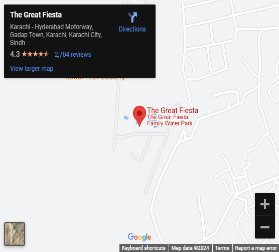 The Great Fiesta
Karachi - Hyderabad Motorway,
Gadap Town, Karachi, Karachi City,
Sindh
4.3 2,704 reviews
View larger map
Directions
The Great Fiesta
The Great Fiesta
Family Water Park
Google
Keyboard shortcuts Map data ©2024 Terms Report a map error